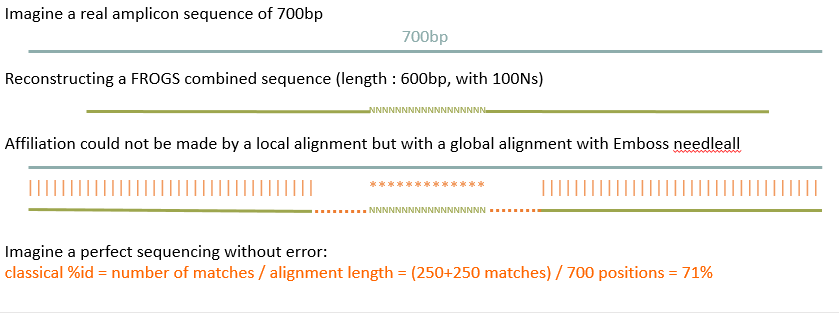 Imagine a real amplicon sequence of 700bp
700bp
Reconstructing a FROGS combined sequence (length : 600bp, with 100Ns)
NNNNNNNNNNNNNNNNNN
Affiliation could not be made by a local alignment but with a global alignment with Emboss needleall
*************
NNNNNNNNNNNNNNNNNN
Imagine a perfect sequencing without error:
classical %id = number of matches / alignment length = (250+250 matches) / 700 positions = 71%